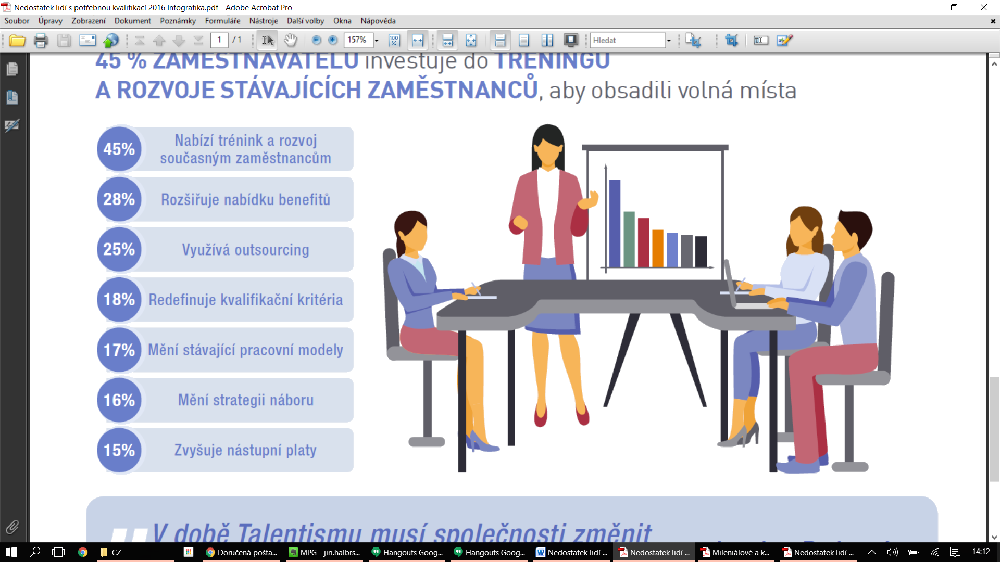 Nedostatek lidí s potřebnou kvalifikací 2016 Infografika.pdf - Adobe Acrobat Pro
Soubor Úpravy Zobrazení Dokument Poznámky Formuláře Nástroje Další volby Okna Nápověda
1 / 1 157% 100 % Hledat
45 % ZAMĚSTNAVATELŮ investuje do TRÉNINGU
A ROZVOJE STÁVAJÍCÍCH ZAMĚSTNANCŮ, aby obsadili volná místa
45% Nabízí trénink a rozvoj
současným zaměstnancům
28% Rozšiřuje nabídku benefitů
25% Využívá outsourcing
18% Redefinuje kvalifikační kritéria
17% Mění stávající pracovní modely
16% Mění strategii náboru
15% Zvyšuje nástupní platy
V době Talentismu musí společnosti změnit
CZ Doručená pošta... MPG - jiri.halbrs... Hangouts Goog... Hangouts Goog... Nedostatek lidí ... Nedostatek lidí ... Mileniálové a k... Nedostatek lidí ... 14:12